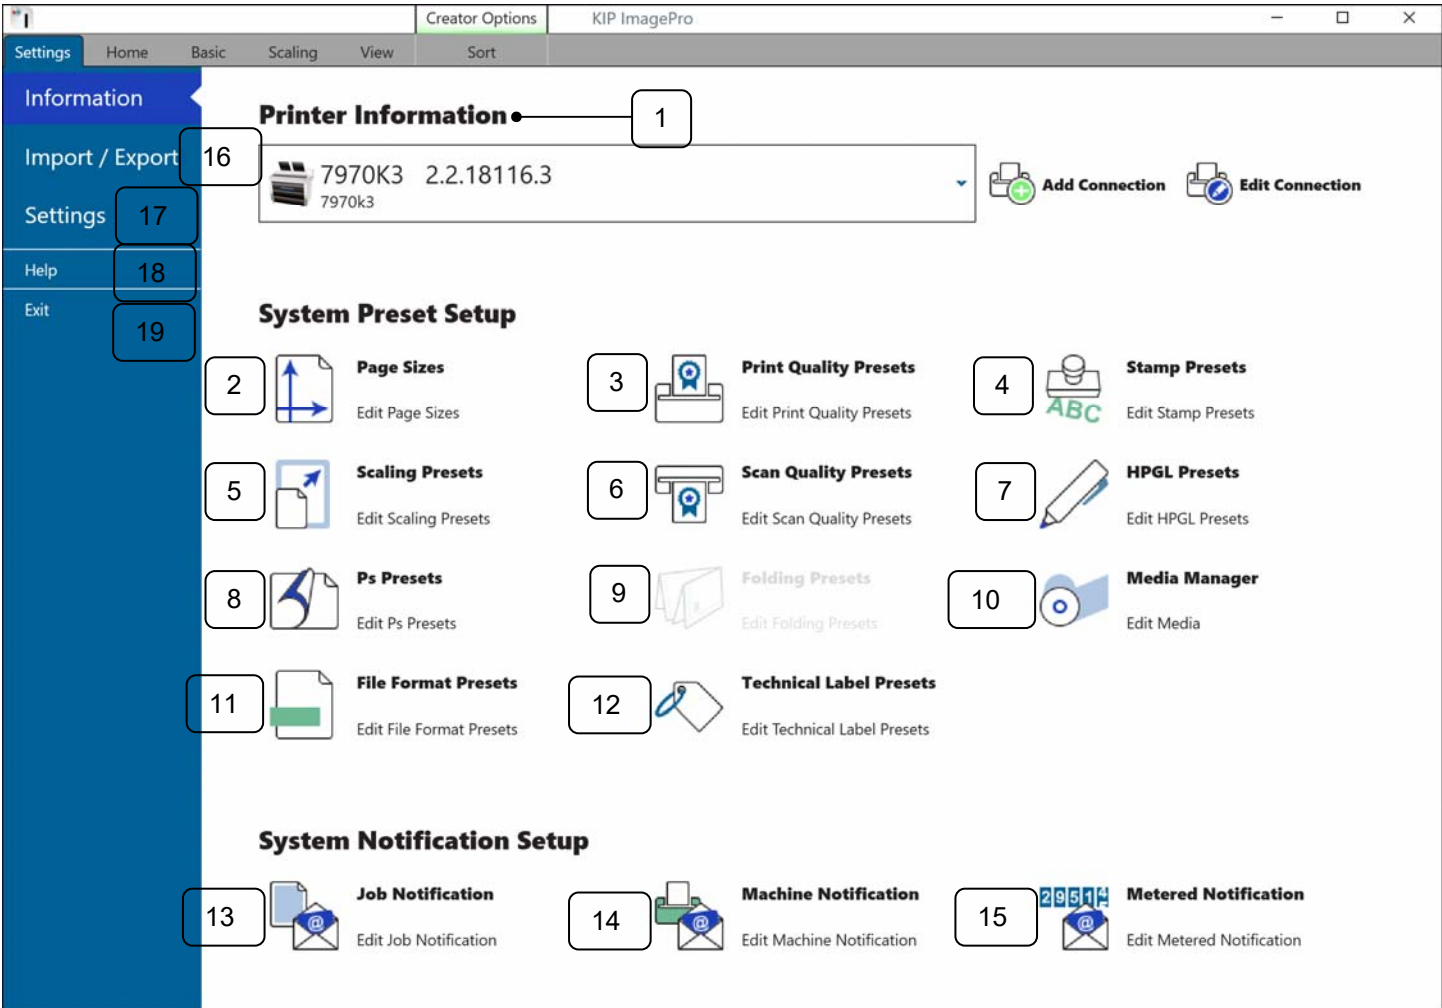 Creator Options KIP ImagePro
Settings Home Basic Scaling View Sort
Information
Printer Information 1
Import / Export 16
7970K3 2.2.18116.3
7970k3
Add Connection Edit Connection
Settings 17
Help 18
Exit 19
System Preset Setup
2 Page Sizes
Edit Page Sizes
3 Print Quality Presets
Edit Print Quality Presets
4 Stamp Presets
ABC Edit Stamp Presets
5 Scaling Presets
Edit Scaling Presets
6 Scan Quality Presets
Edit Scan Quality Presets
7 HPGL Presets
Edit HPGL Presets
8 Ps Presets
Edit Ps Presets
9 Folding Presets
Edit Folding Presets
10 Media Manager
Edit Media
11 File Format Presets
Edit File Format Presets
12 Technical Label Presets
Edit Technical Label Presets
System Notification Setup
13 Job Notification
@ Edit Job Notification
14 Machine Notification
@ Edit Machine Notification
15 2951 Metered Notification
@ Edit Metered Notification